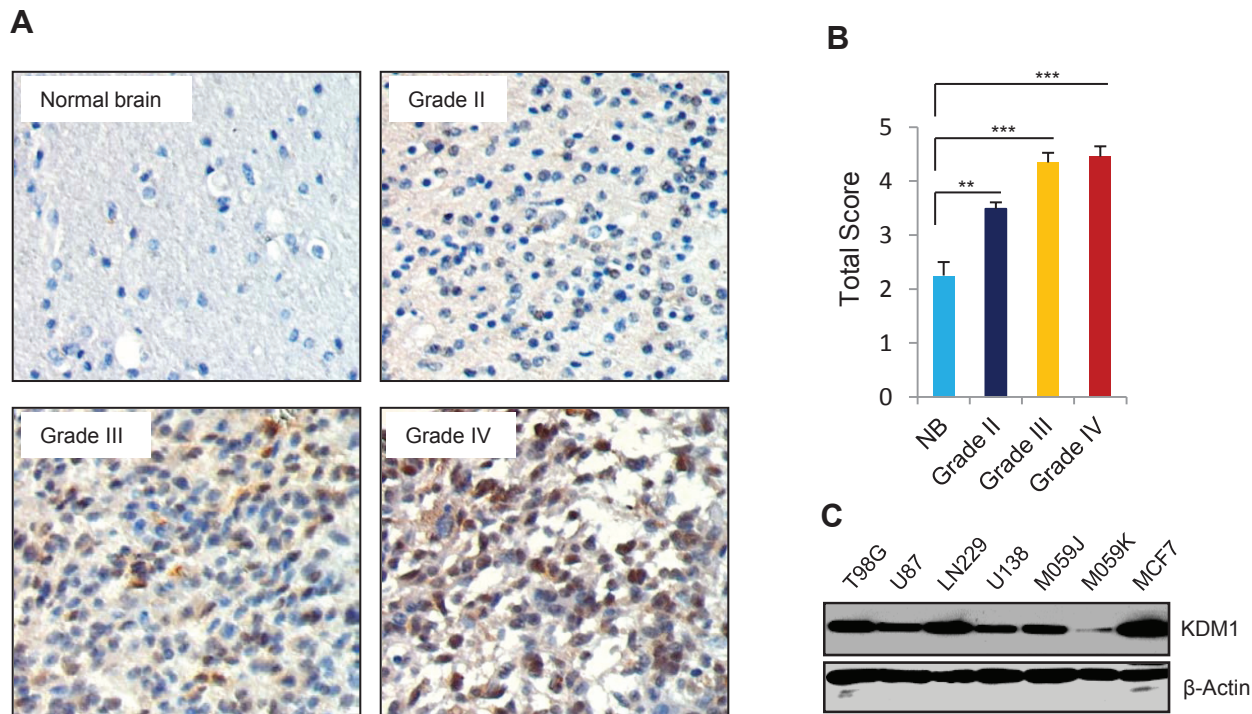 A
Normal brain
Grade II
Grade III
Grade IV
B
***
***
**
Total Score
5
4
3
2
0
NB
Grade II
Grade III
Grade IV
C
T98G
U87
LN229
U138
M059J
M059K
MCF7
KDM1
β-Actin